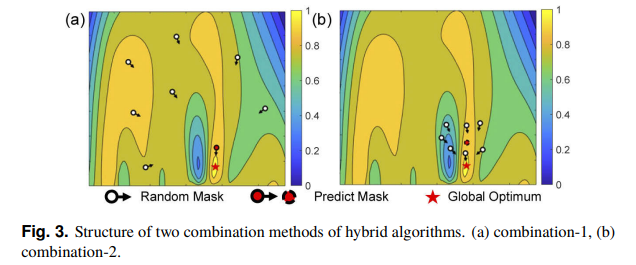 (a)
1
0.8
0.6
0.4
0.2
0
(b)
1
0.8
0.6
0.4
0.2
0
Random Mask
Predict Mask
Global Optimum
Fig. 3. Structure of two combination methods of hybrid algorithms. (a) combination-1, (b)
combination-2.